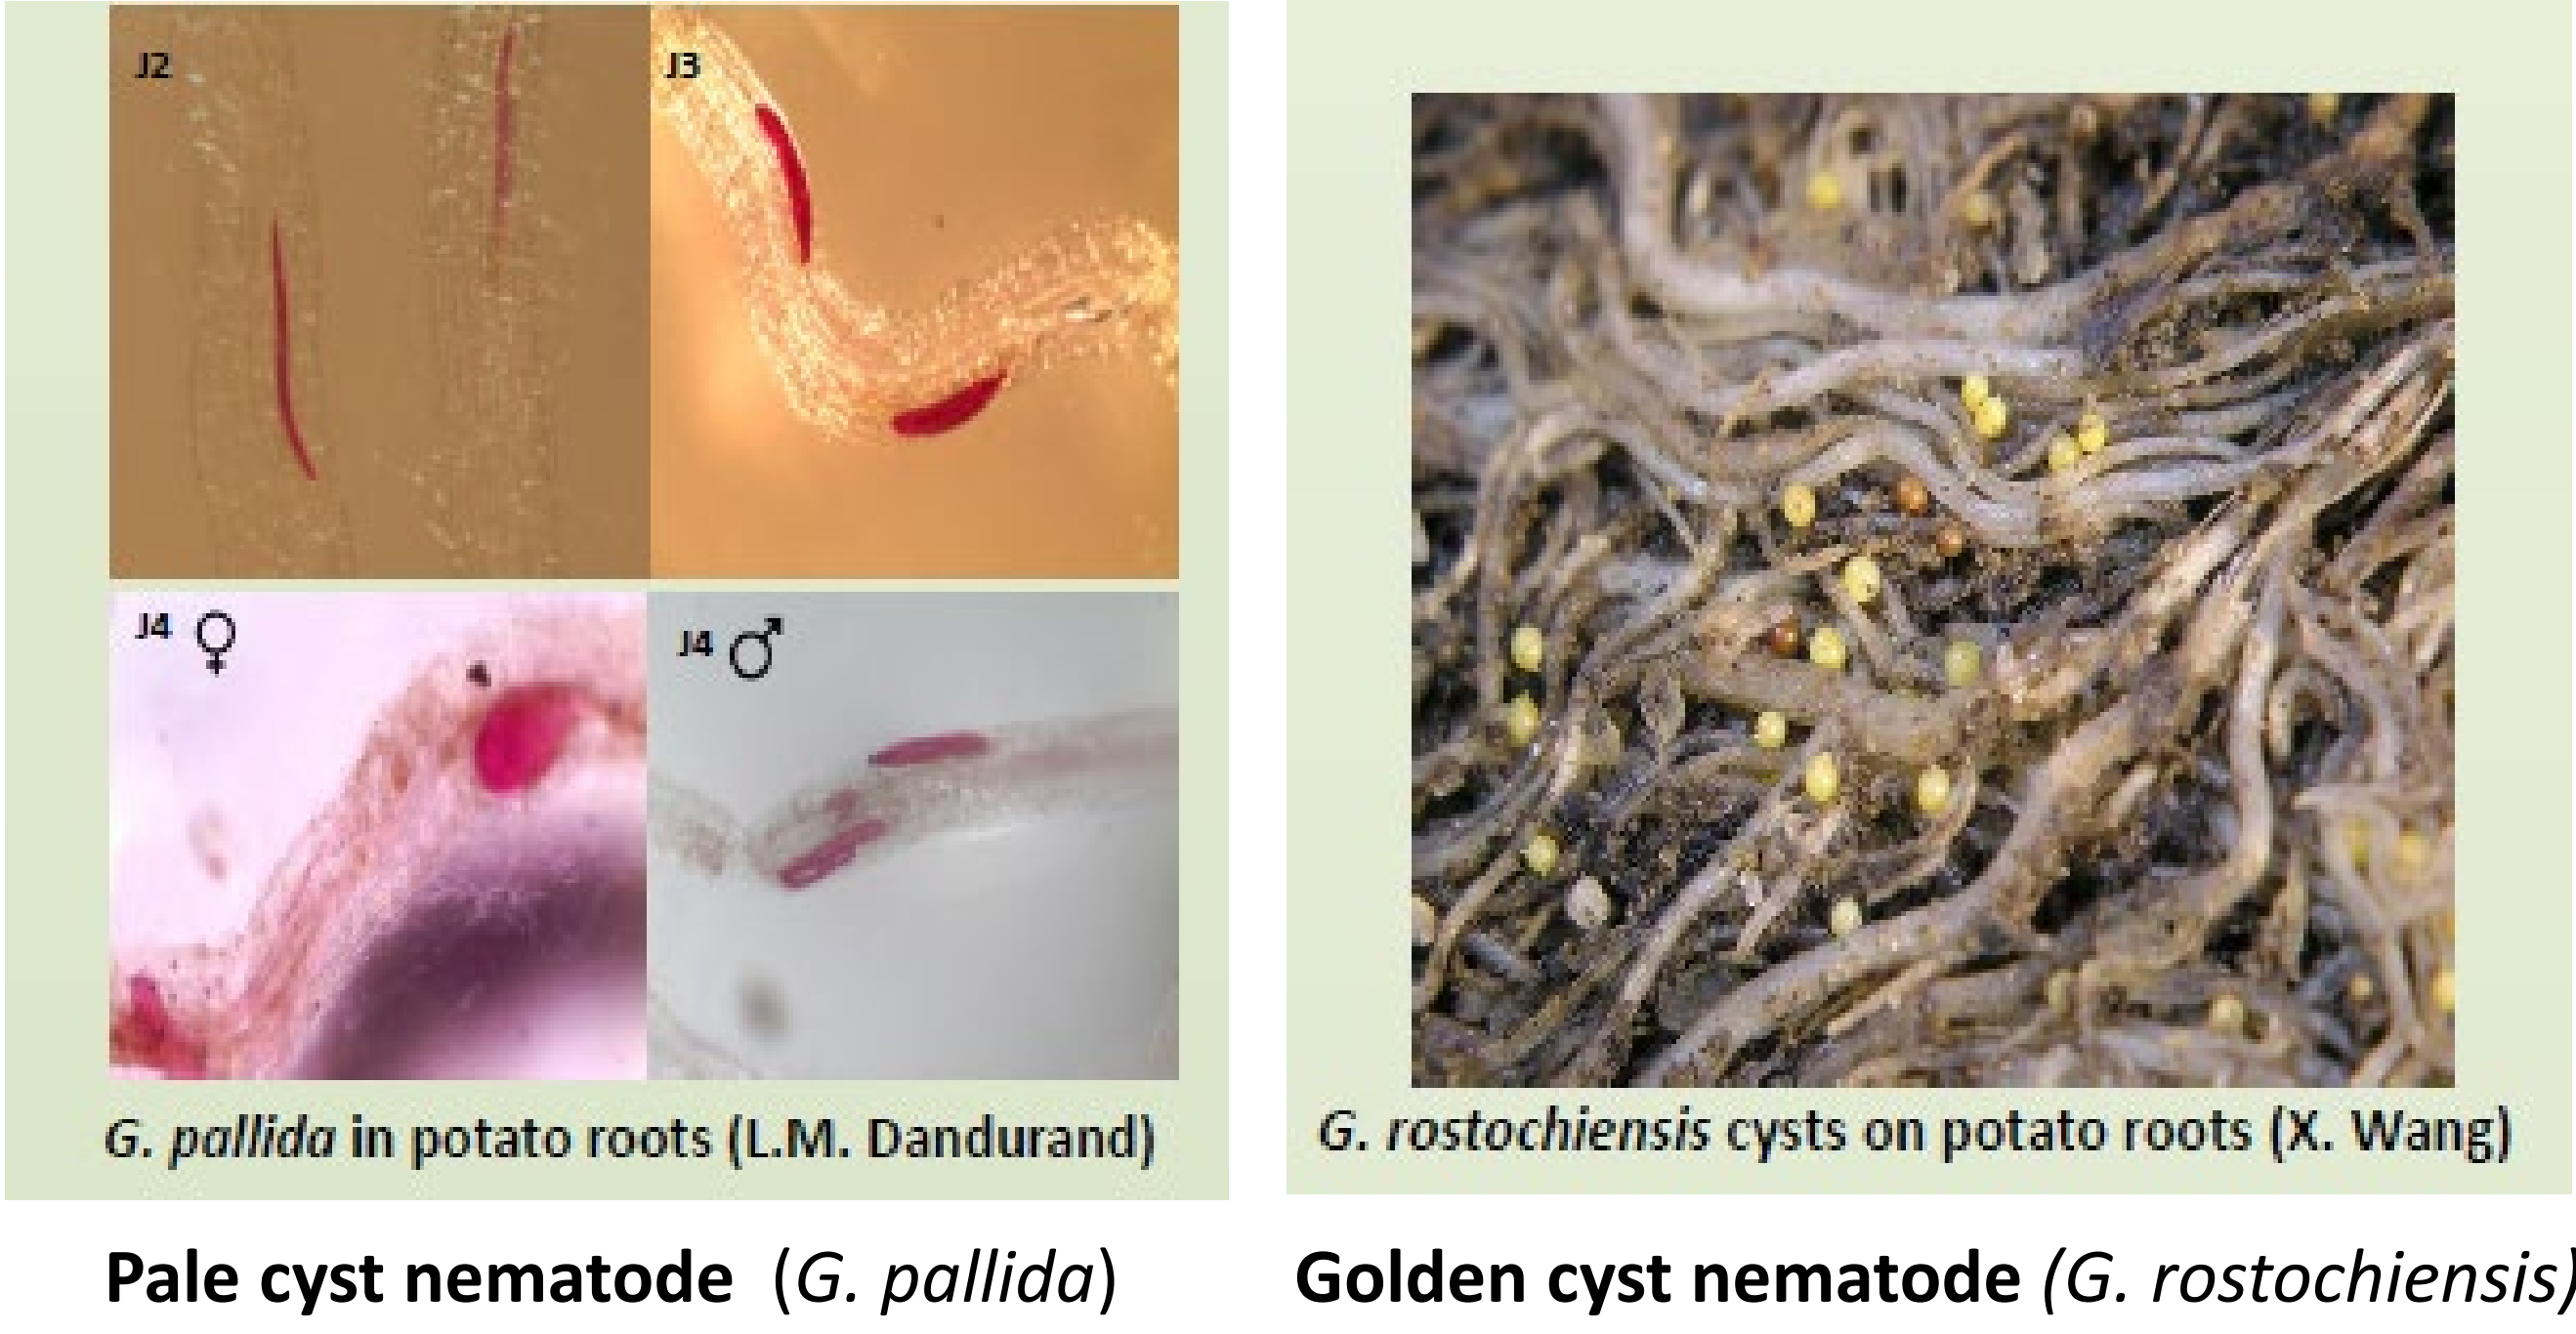 J2
J3
J4 ♀
J4 ♂
G. pallida in potato roots (L.M. Dandurand)
Pale cyst nematode (G. pallida)
G. rostochiensis cysts on potato roots (X. Wang)
Golden cyst nematode (G. rostochiensis)